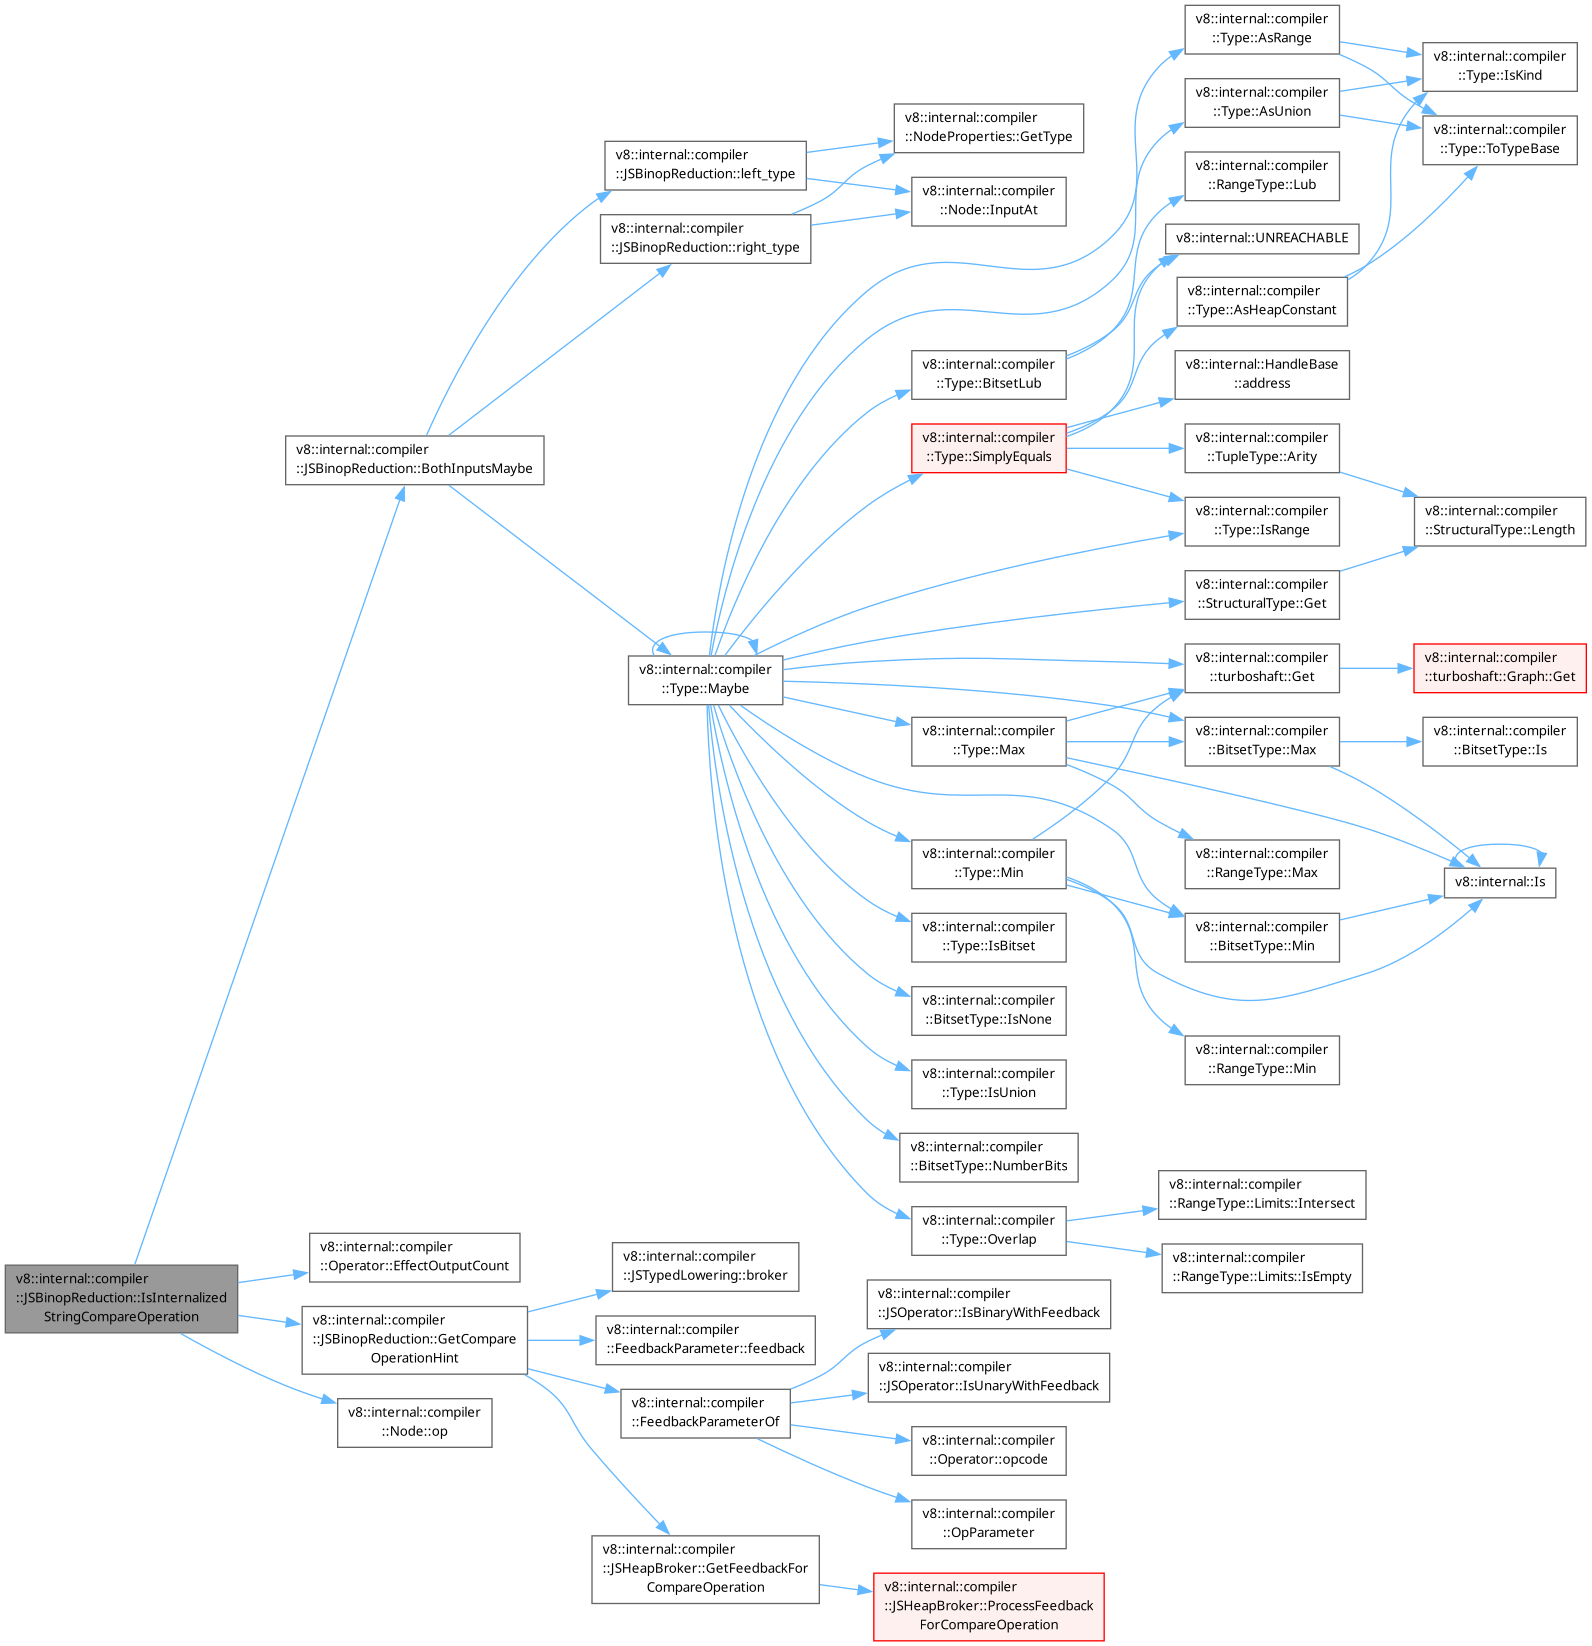 v8::internal::compiler
::JSBinopReduction::IsInternalized
StringCompareOperation
v8::internal::compiler
::JSBinopReduction::BothInputsMaybe
v8::internal::compiler
::Operator::EffectOutputCount
v8::internal::compiler
::JSBinopReduction::GetCompare
OperationHint
v8::internal::compiler
::Node::op
v8::internal::compiler
::JSBinopReduction::left_type
v8::internal::compiler
::JSBinopReduction::right_type
v8::internal::compiler
::Type::Maybe
v8::internal::compiler
::JSTypedLowering::broker
v8::internal::compiler
::FeedbackParameter::feedback
v8::internal::compiler
::FeedbackParameterOf
v8::internal::compiler
::JSHeapBroker::GetFeedbackFor
CompareOperation
v8::internal::compiler
::NodeProperties::GetType
v8::internal::compiler
::Node::InputAt
v8::internal::compiler
::Type::BitsetLub
v8::internal::compiler
::Type::SimplyEquals
v8::internal::compiler
::Type::Max
v8::internal::compiler
::Type::Min
v8::internal::compiler
::Type::IsBitset
v8::internal::compiler
::BitsetType::IsNone
v8::internal::compiler
::Type::IsUnion
v8::internal::compiler
::BitsetType::NumberBits
v8::internal::compiler
::Type::Overlap
v8::internal::compiler
::JSOperator::IsBinaryWithFeedback
v8::internal::compiler
::JSOperator::IsUnaryWithFeedback
v8::internal::compiler
::Operator::opcode
v8::internal::compiler
::OpParameter
v8::internal::compiler
::JSHeapBroker::ProcessFeedback
ForCompareOperation
v8::internal::compiler
::Type::AsRange
v8::internal::compiler
::Type::AsUnion
v8::internal::compiler
::RangeType::Lub
v8::internal::UNREACHABLE
v8::internal::compiler
::Type::AsHeapConstant
v8::internal::HandleBase
::address
v8::internal::compiler
::TupleType::Arity
v8::internal::compiler
::Type::IsRange
v8::internal::compiler
::StructuralType::Get
v8::internal::compiler
::turboshaft::Get
v8::internal::compiler
::BitsetType::Max
v8::internal::compiler
::RangeType::Max
v8::internal::compiler
::BitsetType::Min
v8::internal::compiler
::RangeType::Min
v8::internal::compiler
::RangeType::Limits::Intersect
v8::internal::compiler
::RangeType::Limits::IsEmpty
v8::internal::compiler
::Type::IsKind
v8::internal::compiler
::Type::ToTypeBase
v8::internal::compiler
::StructuralType::Length
v8::internal::compiler
::turboshaft::Graph::Get
v8::internal::compiler
::BitsetType::Is
v8::internal::Is